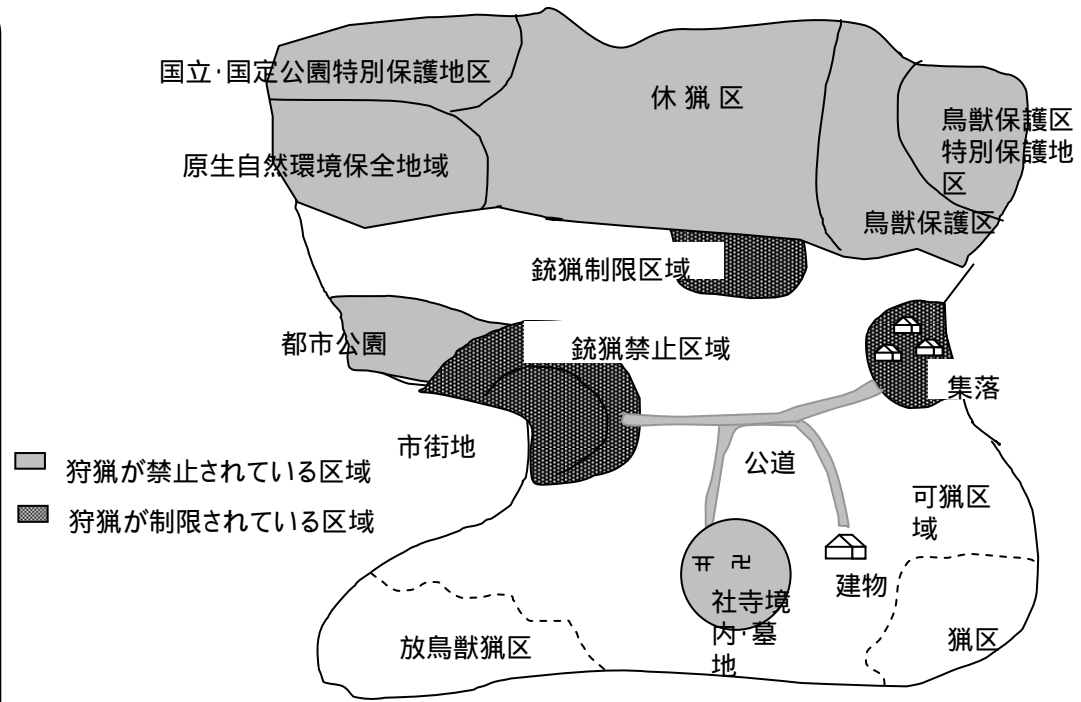 国立・国定公園特別保護地区
休 猟 区
鳥獣保護区
特別保護地
区
原生自然環境保全地域
鳥獣保護区
銃猟制限区域
都市公園
銃猟禁止区域
集落
市街地
公道
狩猟が禁止されている区域
狩猟が制限されている区域
可猟区
域
卍
建物
社寺境
内・墓
地
放鳥獣猟区
猟区